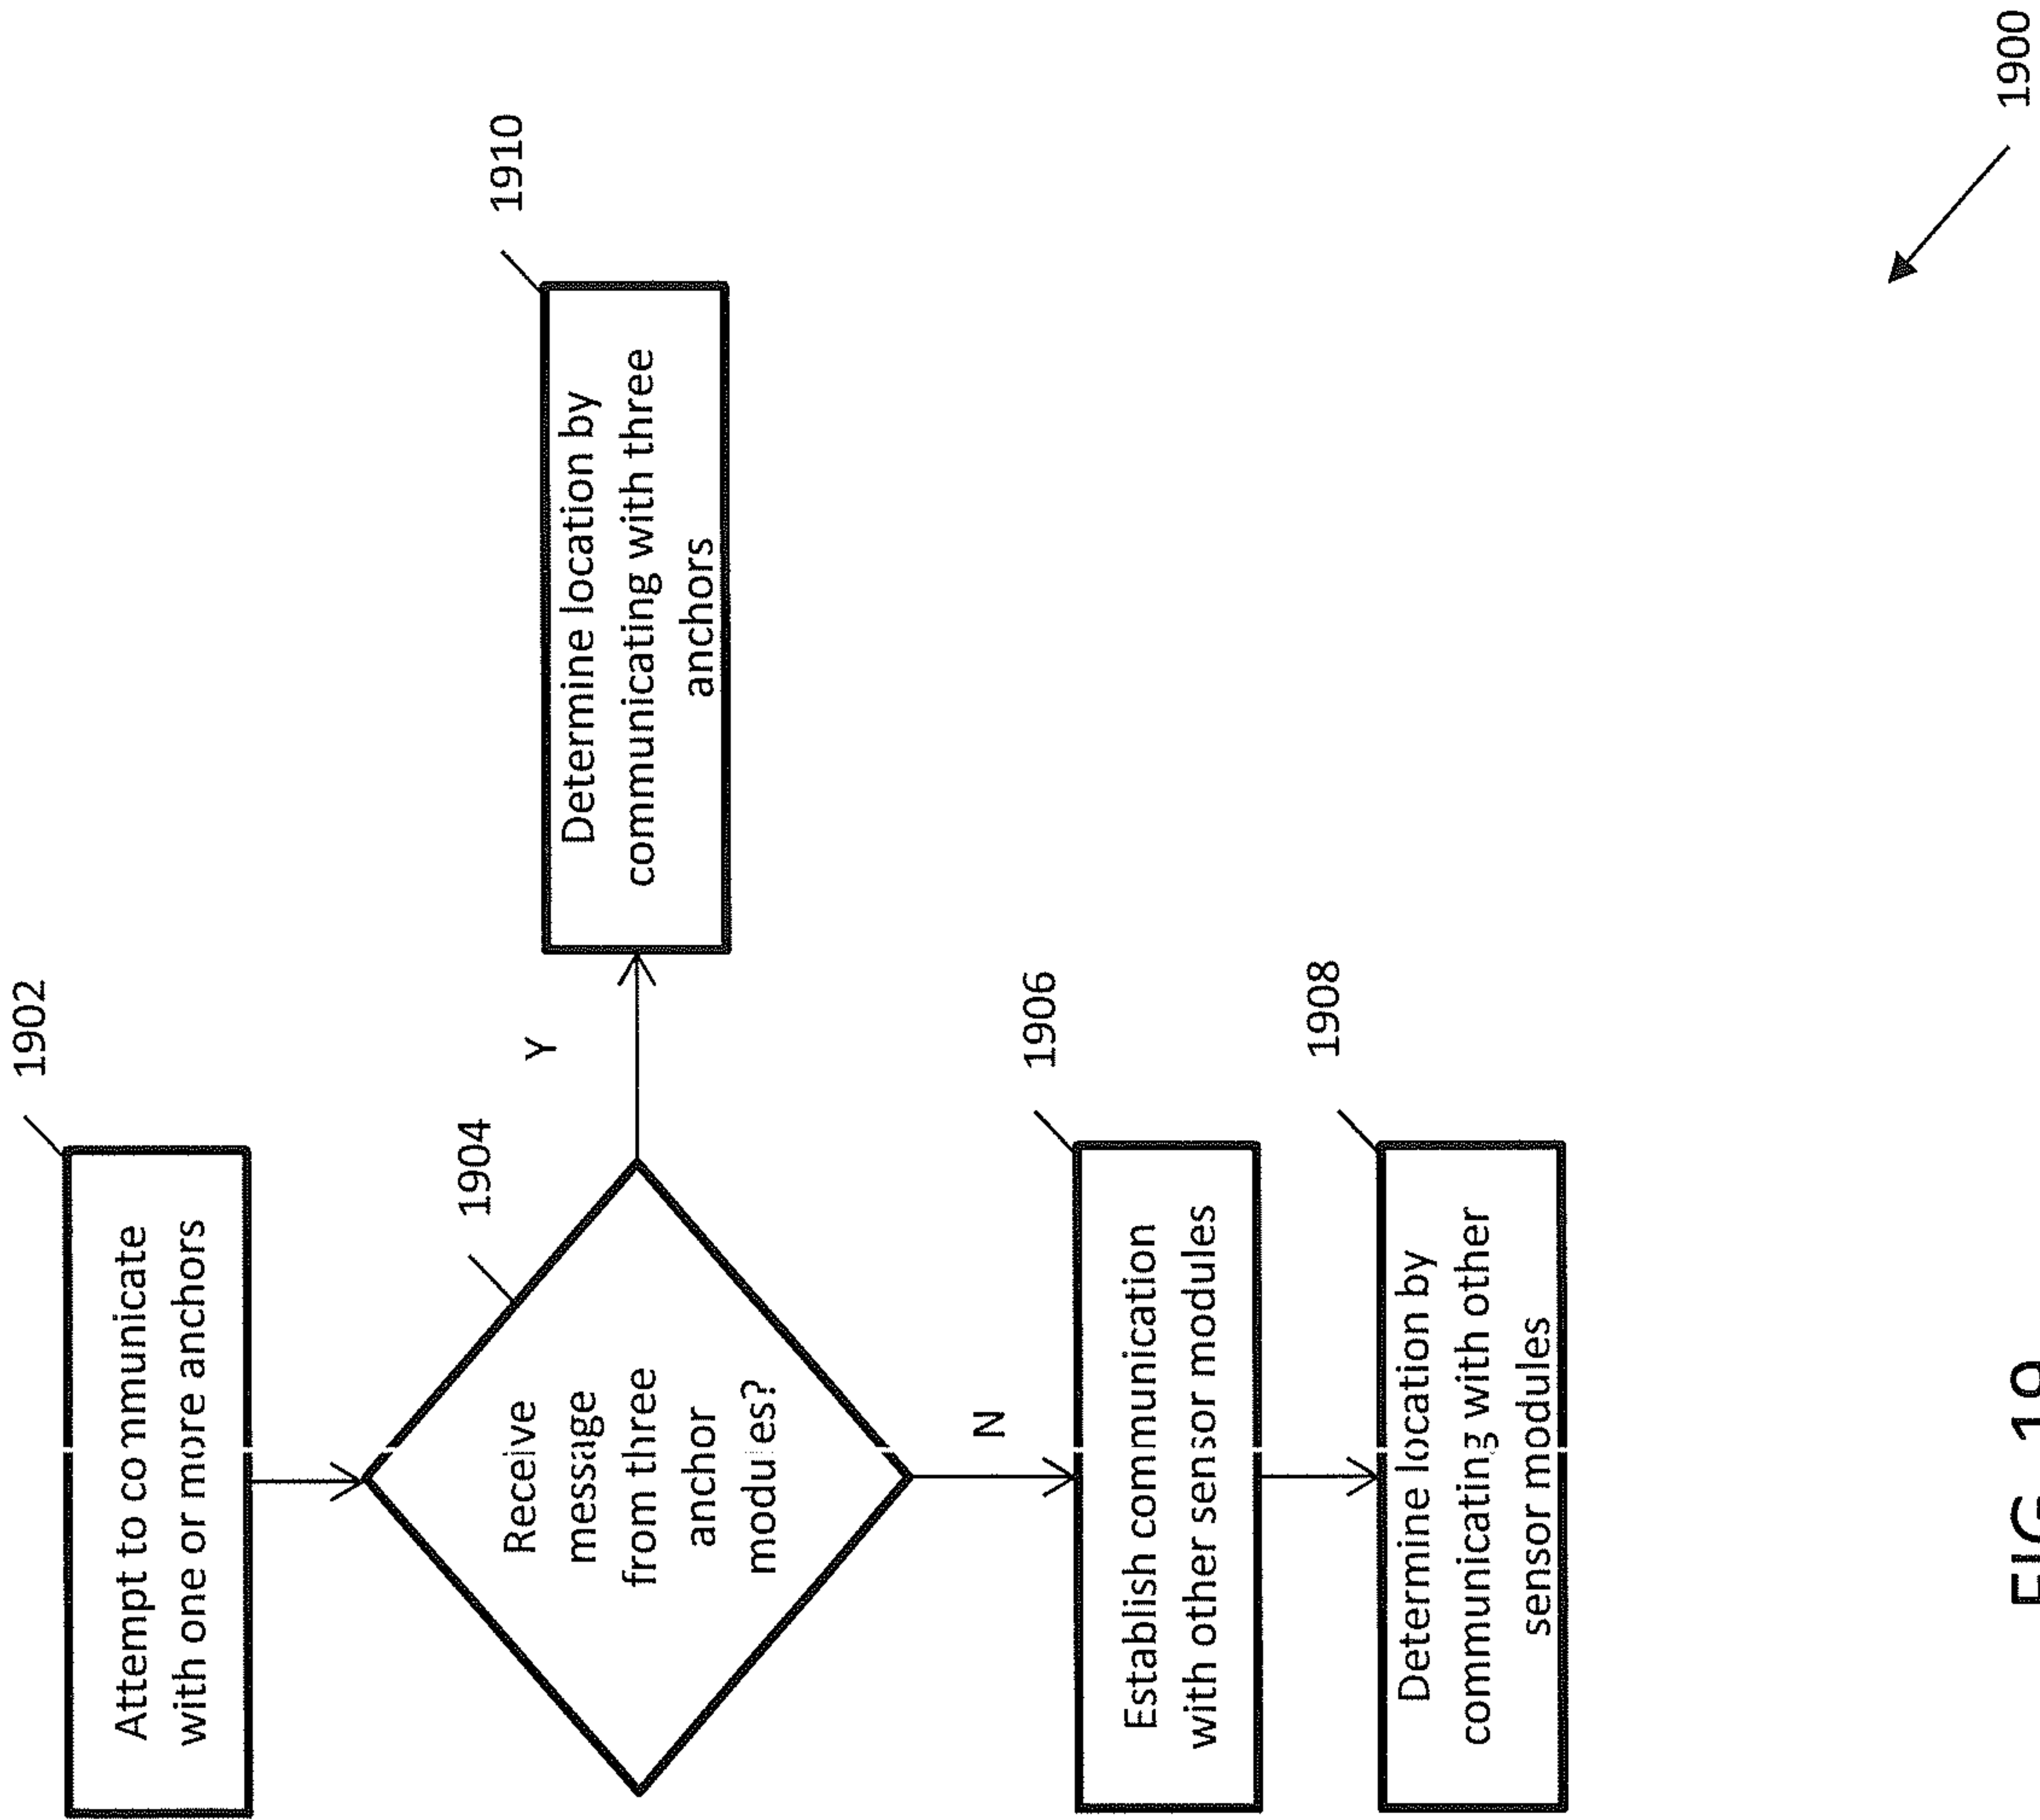 1902
Attempt to communicate
with one or more anchors
1904
Receive
message
from three
anchor
modules?
Y
1910
Determine location by
communicating with three
anchors
N
1906
Establish communication
with other sensor modules
1908
Determine location by
communicating with other
sensor modules
1900
FIG. 19